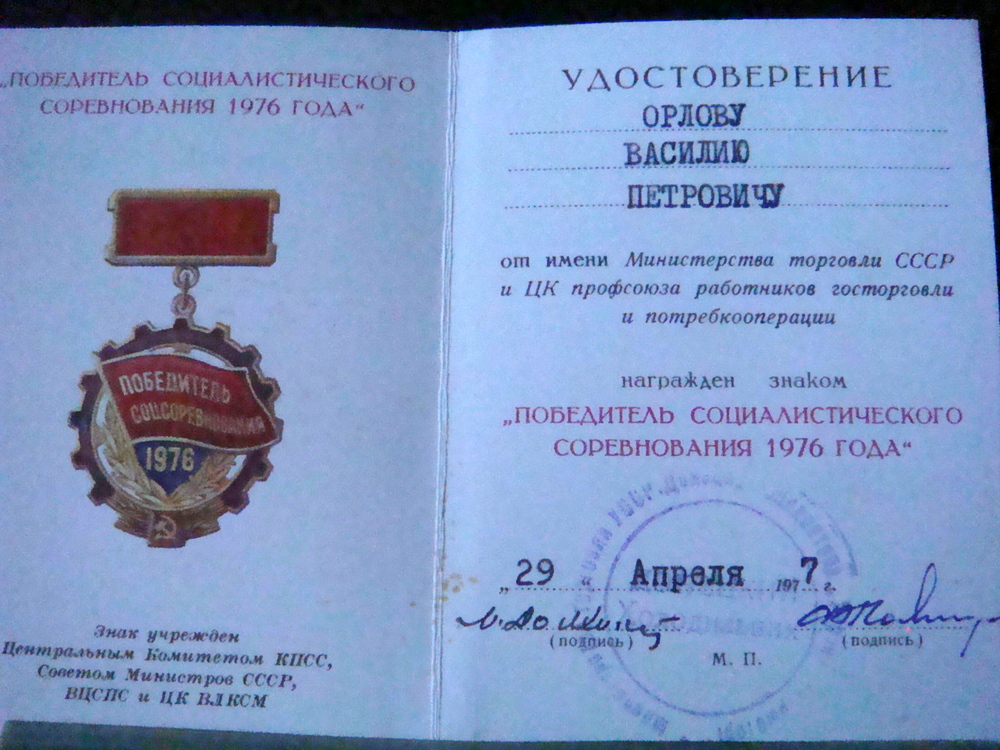 „ПОБЕДИТЕЛЬ СОЦИАЛИСТИЧЕСКОГО
СОРЕВНОВАНИЯ 1976 ГОДА“
ПОБЕДИТЕЛЬ
СОЦСОРЕВНОВАНИЯ
1976
Знак учрежден
Центральным Комитетом КПСС,
Советом Министров СССР,
ВЦСПС и ЦК ВЛКСМ
УДОСТОВЕРЕНИЕ
ОРЛОВУ
ВАСИЛИЮ
ПЕТРОВИЧУ
от имени Министерства торговли СССР
и ЦК профсоюза работников госторговли
и потребкооперации
награжден знаком
„ПОБЕДИТЕЛЬ СОЦИАЛИСТИЧЕСКОГО
СОРЕВНОВАНИЯ 1976 ГОДА“
„29“ Апреля 1977 г.
(подпись) (подпись)
М. П.